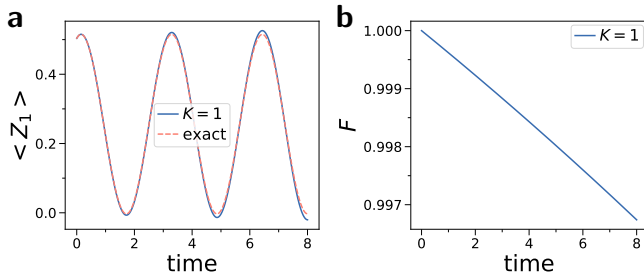 a
< Z₁ >
0.4
0.2
0.0
K = 1
exact
0 2 4 6 8
time
b
F
1.000
0.999
0.998
0.997
K = 1
0 2 4 6 8
time